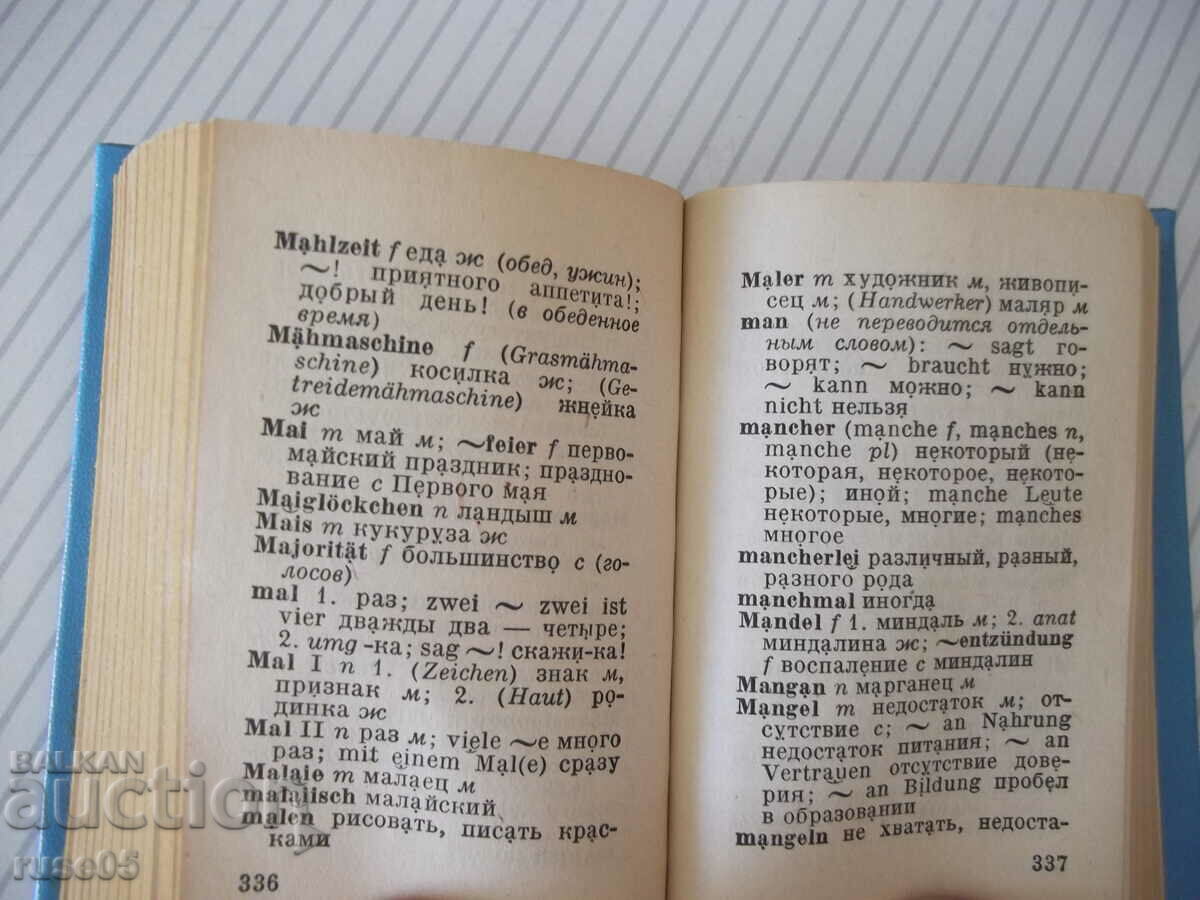 Mahlzeit f еда ж (обед, ужин);
~! приятного аппетита!;
добрый день! (в обеденное
время)
Mähmaschine f (Grasmähma-
schine) косилка ж; (Ge-
treidemähmaschine) жнейка
ж
Mai m май м; ~feier f перво-
майский праздник; праздно-
вание с Первого мая
Maiglöckchen n ландыш м
Mais m кукуруза ж
Majorität f большинство с (го-
лосов)
mal 1. раз; zwei ~ zwei ist
vier дважды два — четыре;
2. umg -ка; sag ~! скажи-ка!
Mal I n 1. (Zeichen) знак м,
признак м; 2. (Haut) ро-
динка ж
Mal II n раз м; viele ~e много
раз; mit einem Mal(e) сразу
Malaie m малаец м
malaiisch малайский
malen рисовать, писать крас-
ками
336
Maler m художник м, живопи-
сец м; (Handwerker) маляр м
man (не переводится отдель-
ным словом): ~ sagt го-
ворят; ~ braucht нужно;
~ kann можно; ~ kann
nicht нельзя
mancher (manche f, manches n,
manche pl) некоторый (не-
которая, некоторое, некото-
рые); иной; manche Leute
некоторые, многие; manches
многое
mancherlei различный, разный,
разного рода
manchmal иногда
Mandel f 1. миндаль м; 2. anat
миндалина ж; ~entzündung
f воспаление с миндалин
Mangan n марганец м
Mangel m недостаток м; от-
сутствие с; ~ an Nahrung
недостаток питания; ~ an
Vertrauen отсутствие дове-
рия; ~ an Bildung пробел
в образовании
mangeln не хватать, недоста-
337
BALKAN
auction
ruse05